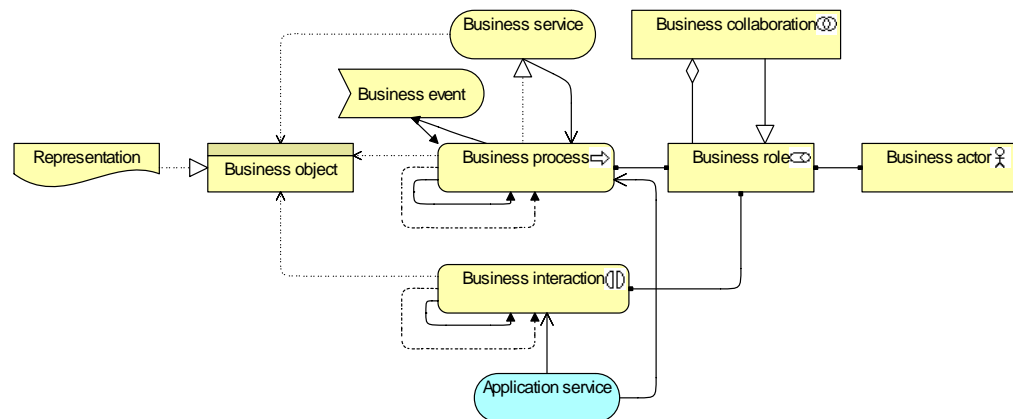 Business service
Business collaboration
Business event
Representation
Business object
Business process
Business role
Business actor
Business interaction
Application service